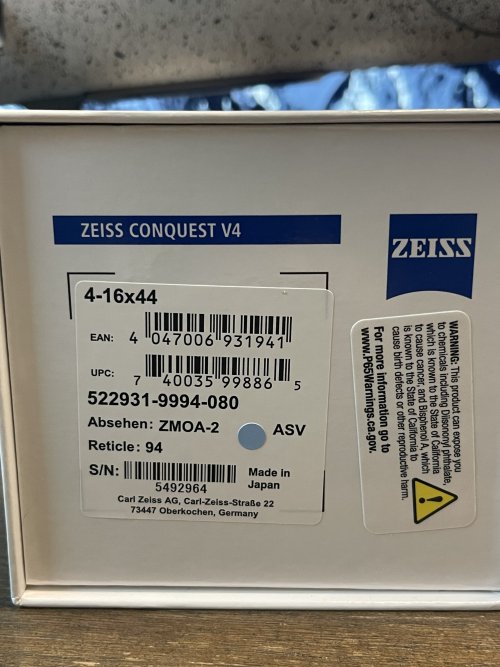 ZEISS CONQUEST V4
ZEISS
4-16x44
EAN: 4 047006 931941
UPC: 7 40035 99886 5
522931-9994-080
Absehen: ZMOA-2 ASV
Reticle: 94
S/N:
5492964
Made in
Japan
Carl Zeiss AG, Carl-Zeiss-Straße 22
73447 Oberkochen, Germany
WARNING: This product can expose you
to chemicals including Diisononyl phthalate,
which is known to the State of California
to cause cancer, and Bisphenol A, which
is known to the State of California to
cause birth defects or other reproductive harm.
For more information go to
www.P65Warnings.ca.gov.